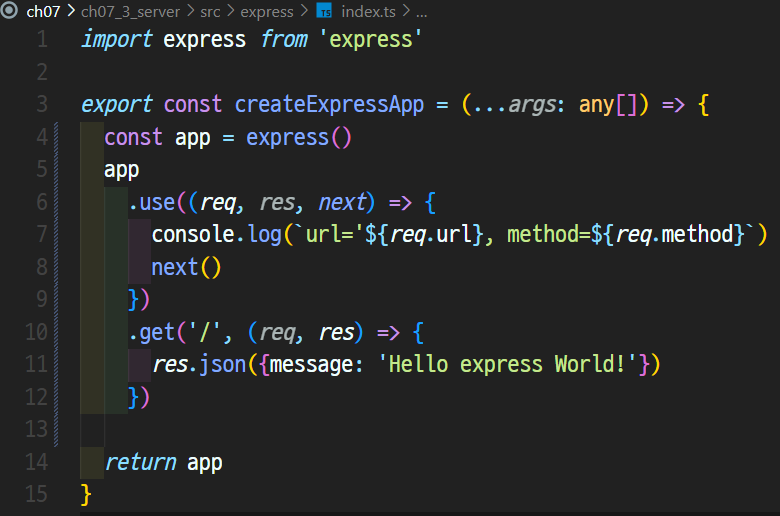 ch07 > ch07_3_server > src > express > TS index.ts > ...
1 import express from 'express'
2
3 export const createExpressApp = (...args: any[]) => {
4   const app = express()
5   app
6     .use((req, res, next) => {
7       console.log(`url='${req.url}, method=${req.method}`)
8       next()
9     })
10     .get('/', (req, res) => {
11       res.json({message: 'Hello express World!'})
12     })
13
14   return app
15 }